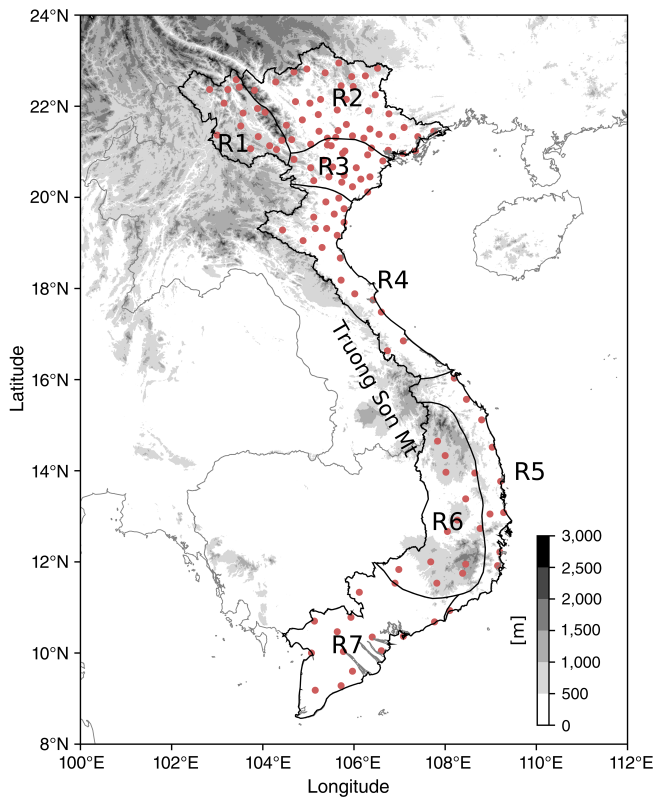 24°N
22°N
20°N
18°N
16°N
14°N
12°N
10°N
8°N
Latitude
R1
R2
R3
R4
Truong Son Mt
R5
R6
R7
3,000
2,500
2,000
1,500
1,000
500
0
[m]
100°E
102°E
104°E
106°E
108°E
110°E
112°E
Longitude